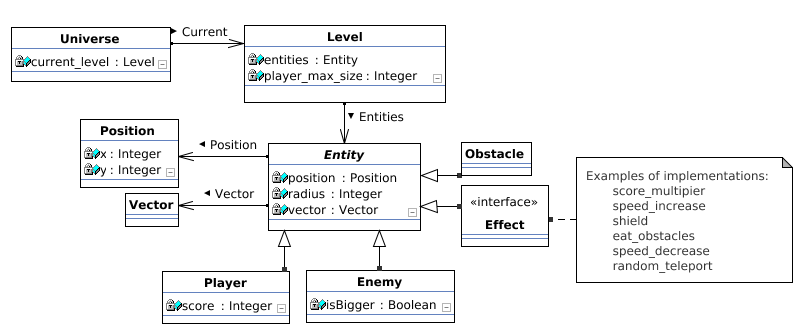 Universe
current_level : Level
Current
Level
entities : Entity
player_max_size : Integer
Entities
Position
x : Integer
y : Integer
Position
Vector
Vector
Entity
position : Position
radius : Integer
vector : Vector
Obstacle
«interface»
Effect
Examples of implementations:
score_multipier
speed_increase
shield
eat_obstacles
speed_decrease
random_teleport
Player
score : Integer
Enemy
isBigger : Boolean